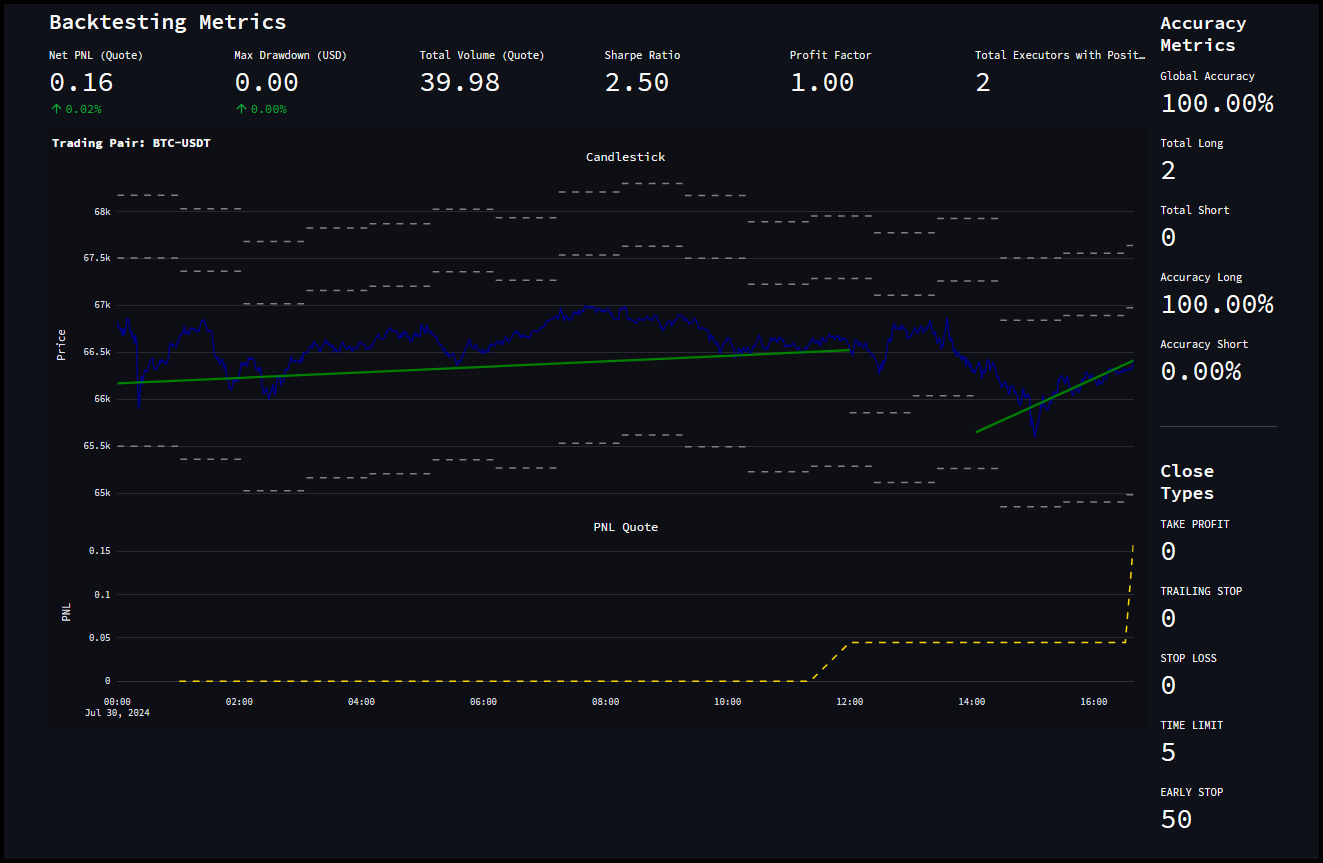 Backtesting Metrics
Net PNL (Quote)
0.16
↑ 0.02%
Max Drawdown (USD)
0.00
↑ 0.00%
Total Volume (Quote)
39.98
Sharpe Ratio
2.50
Profit Factor
1.00
Total Executors with Posit…
2
Trading Pair: BTC-USDT
Candlestick
68k
67.5k
67k
66.5k
66k
65.5k
65k
Price
PNL Quote
0.15
0.1
0.05
0
PNL
00:00
Jul 30, 2024
02:00
04:00
06:00
08:00
10:00
12:00
14:00
16:00
Accuracy
Metrics
Global Accuracy
100.00%
Total Long
2
Total Short
0
Accuracy Long
100.00%
Accuracy Short
0.00%
Close
Types
TAKE PROFIT
0
TRAILING STOP
0
STOP LOSS
0
TIME LIMIT
5
EARLY STOP
50